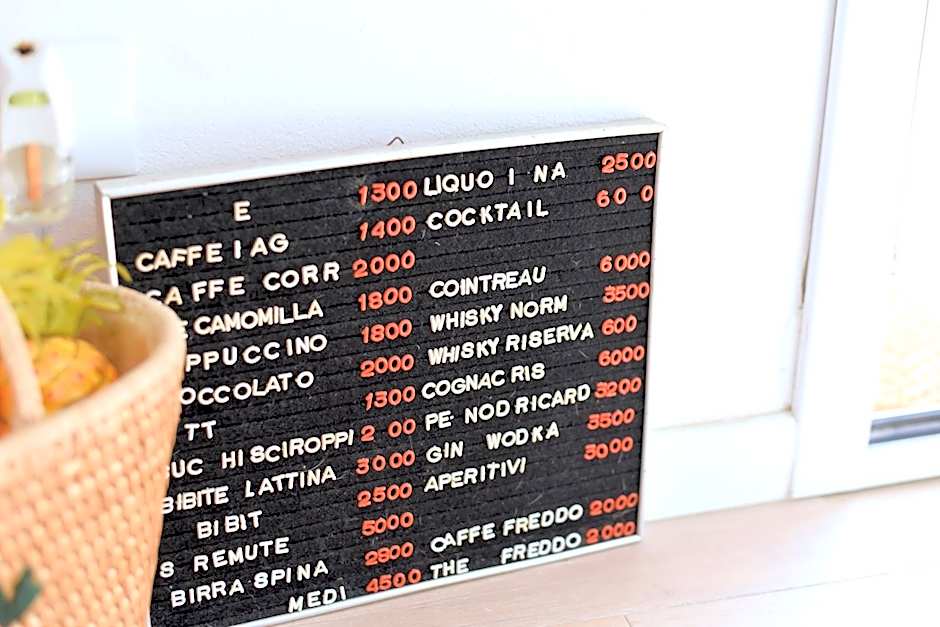 E 1300
CAFFE I AG 1400
CAFFE CORR 2000
E CAMOMILLA 1800
PPUCCINO 1800
OCCOLATO 2000
TT 1300
UC HI SCIROPPI 2 00
BIBITE LATTINA 3000
BIBIT 2500
S REMUTE 5000
BIRRA SPINA 2800
MEDI 4500
LIQUO I NA 2500
COCKTAIL 60 0
COINTREAU 6000
WHISKY NORM 3500
WHISKY RISERVA 600
COGNAC RIS 6000
PE NOD RICARD 3200
GIN WODKA 3500
APERITIVI 3000
CAFFE FREDDO 2000
THE FREDDO 2000